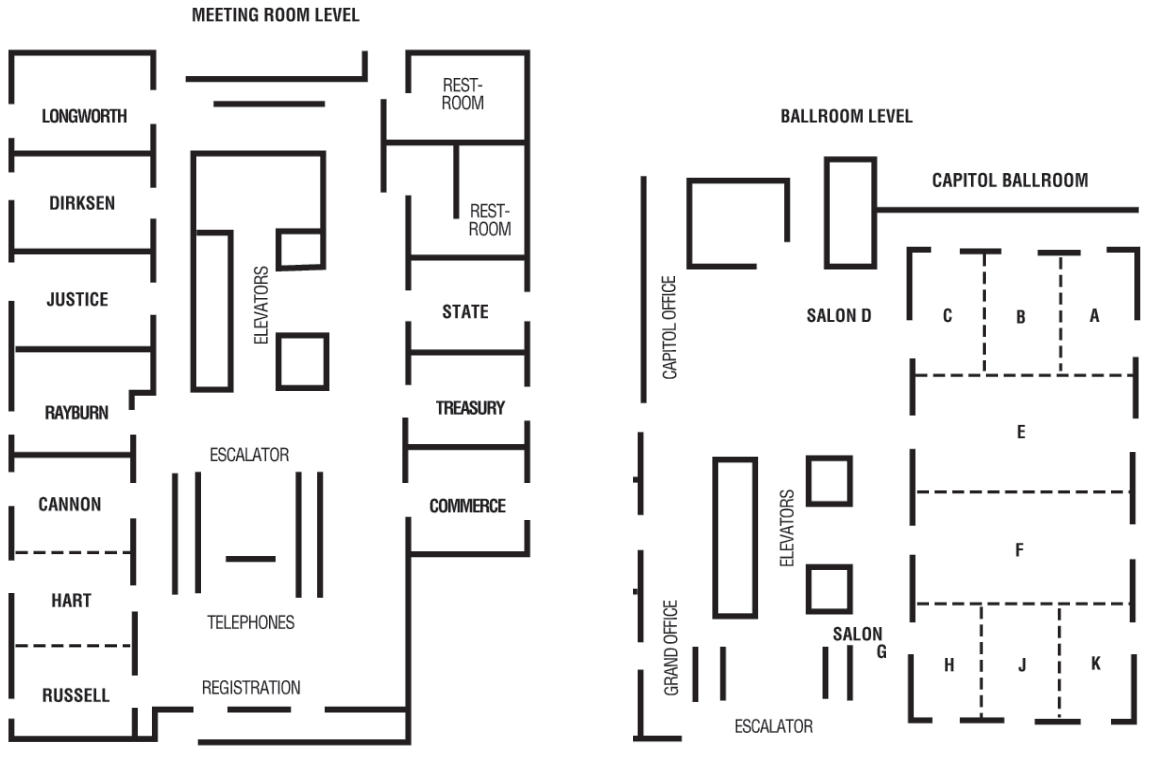 MEETING ROOM LEVEL
REST-
ROOM
LONGWORTH
DIRKSEN
REST-
ROOM
JUSTICE
ELEVATORS
STATE
RAYBURN
TREASURY
ESCALATOR
CANNON
COMMERCE
HART
TELEPHONES
RUSSELL
REGISTRATION
BALLROOM LEVEL
CAPITOL BALLROOM
CAPITOL OFFICE
SALON D
C
B
A
E
ELEVATORS
F
GRAND OFFICE
SALON
G
H
J
K
ESCALATOR